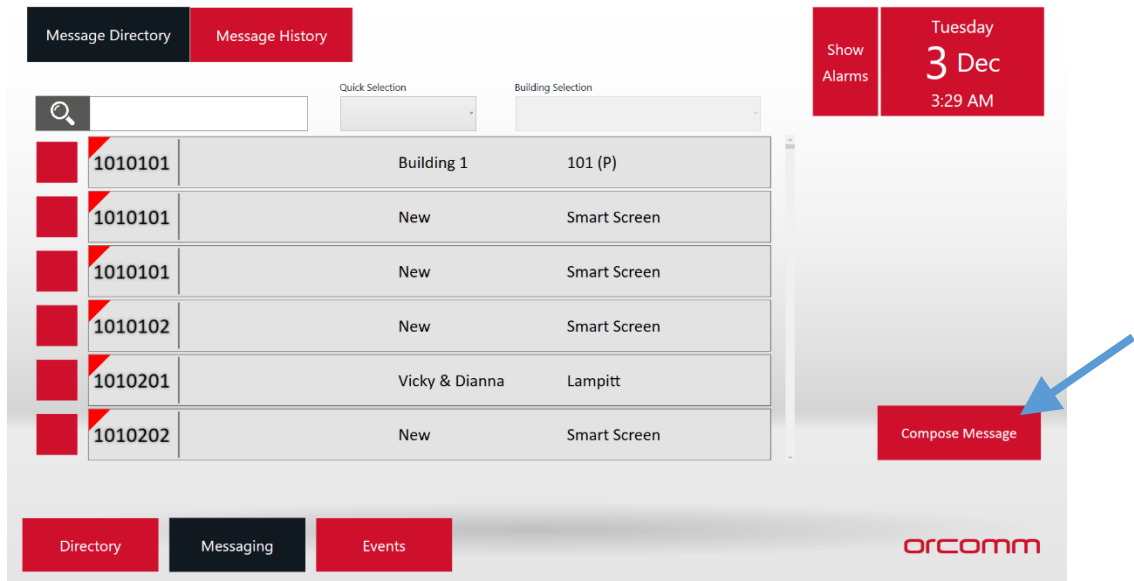 Message Directory Message History
Show Alarms
Tuesday
3 Dec
3:29 AM
Quick Selection Building Selection
1010101 Building 1 101 (P)
1010101 New Smart Screen
1010101 New Smart Screen
1010102 New Smart Screen
1010201 Vicky & Dianna Lampitt
1010202 New Smart Screen
Compose Message
Directory Messaging Events
orcomm